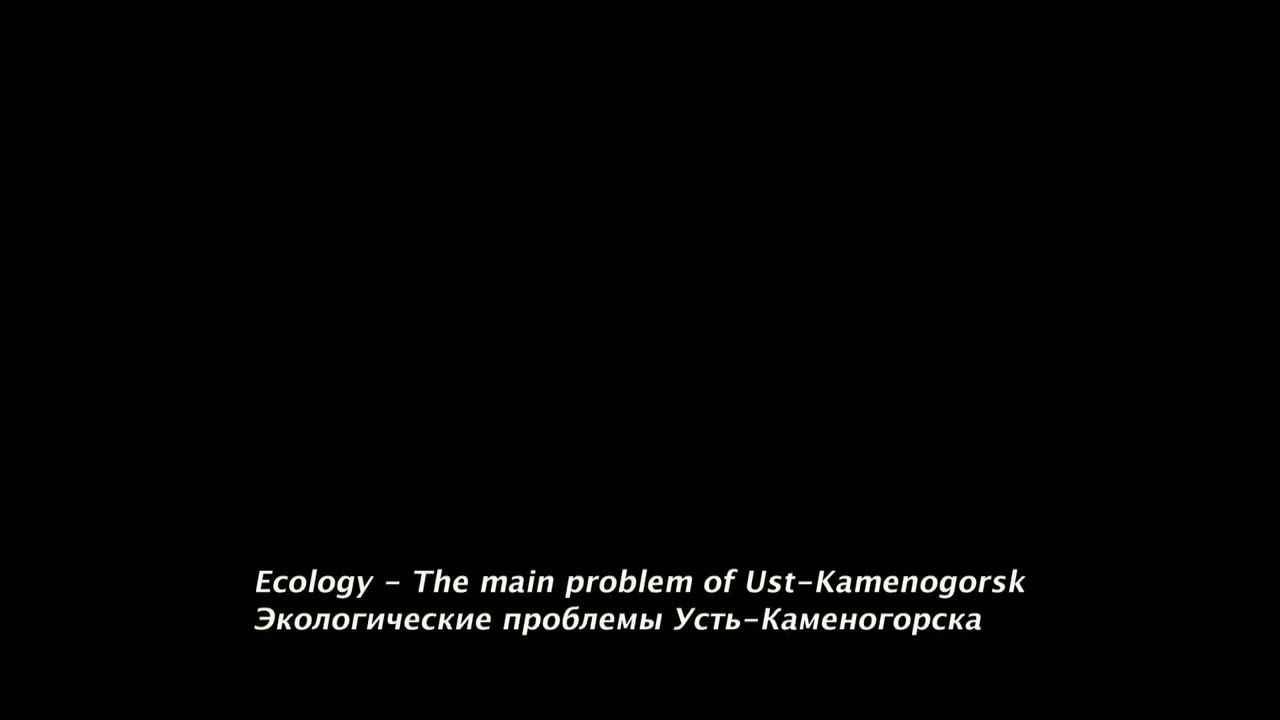 Ecology - The main problem of Ust-Kamenogorsk
Экологические проблемы Усть-Каменогорска